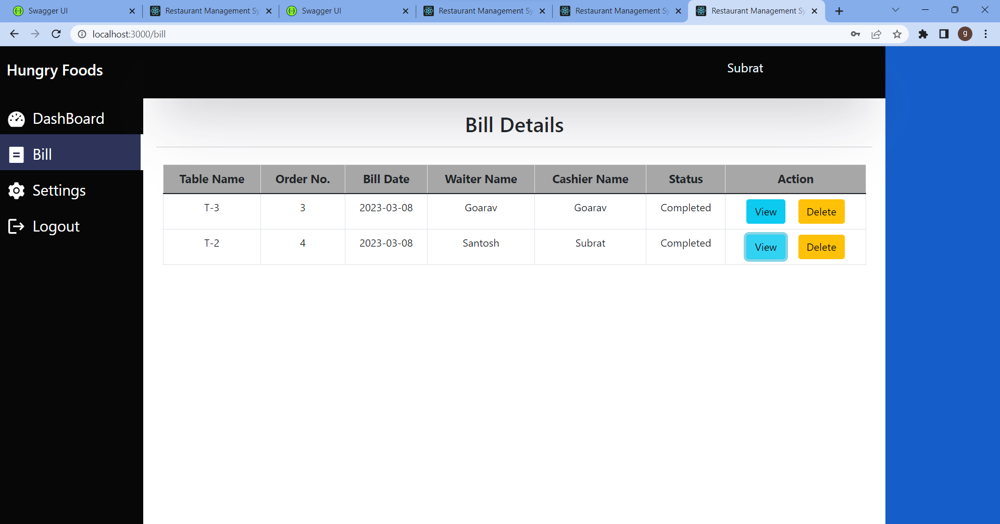 Swagger UI
Restaurant Management Sy
Swagger UI
Restaurant Management Sy
Restaurant Management Sy
Restaurant Management Sy
localhost:3000/bill
g
Hungry Foods
Subrat
DashBoard
Bill
Settings
Logout
Bill Details
Table Name Order No. Bill Date Waiter Name Cashier Name Status Action
T-3 3 2023-03-08 Goarav Goarav Completed View Delete
T-2 4 2023-03-08 Santosh Subrat Completed View Delete